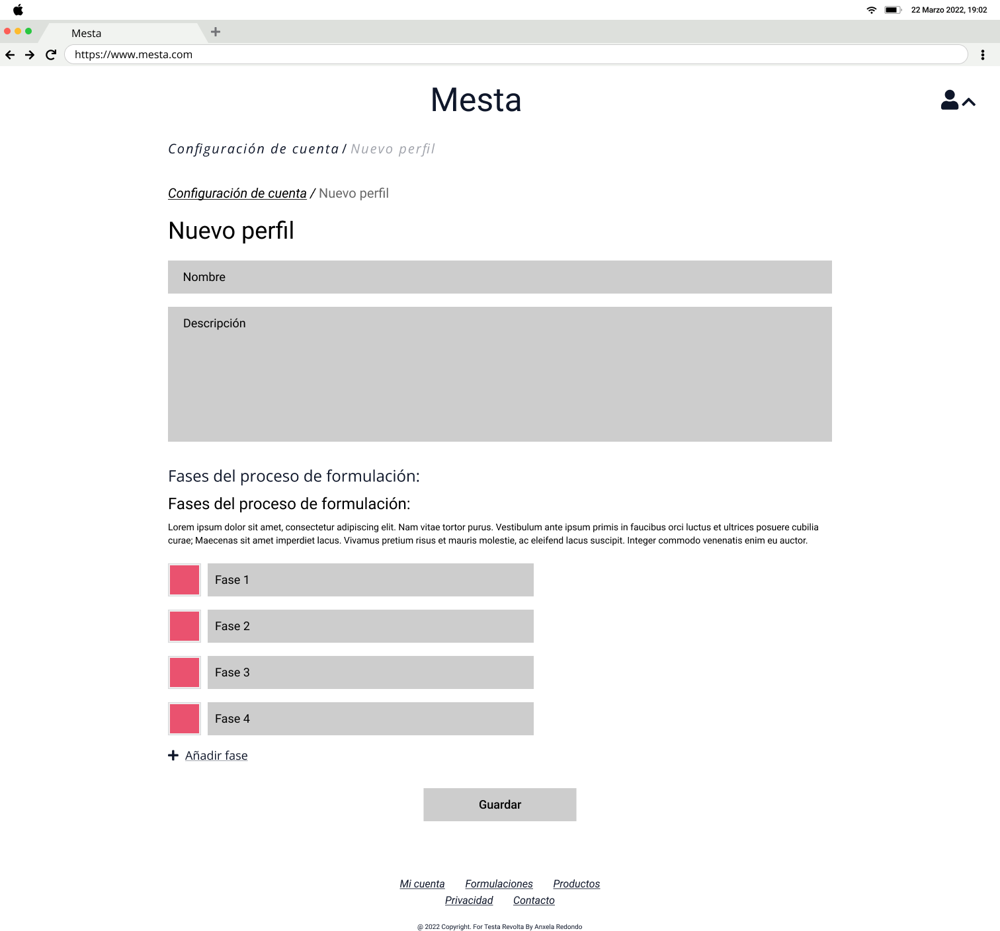 22 Marzo 2022, 19:02
Mesta
https://www.mesta.com
Mesta
Configuración de cuenta / Nuevo perfil
Configuración de cuenta / Nuevo perfil
Nuevo perfil
Nombre
Descripción
Fases del proceso de formulación:
Fases del proceso de formulación:
Lorem ipsum dolor sit amet, consectetur adipiscing elit. Nam vitae tortor purus. Vestibulum ante ipsum primis in faucibus orci luctus et ultrices posuere cubilia
curae; Maecenas sit amet imperdiet lacus. Vivamus pretium risus et mauris molestie, ac eleifend lacus suscipit. Integer commodo venenatis enim eu auctor.
Fase 1
Fase 2
Fase 3
Fase 4
Añadir fase
Guardar
Mi cuenta Formulaciones Productos
Privacidad Contacto
@ 2022 Copyright. For Testa Revolta By Anxela Redondo